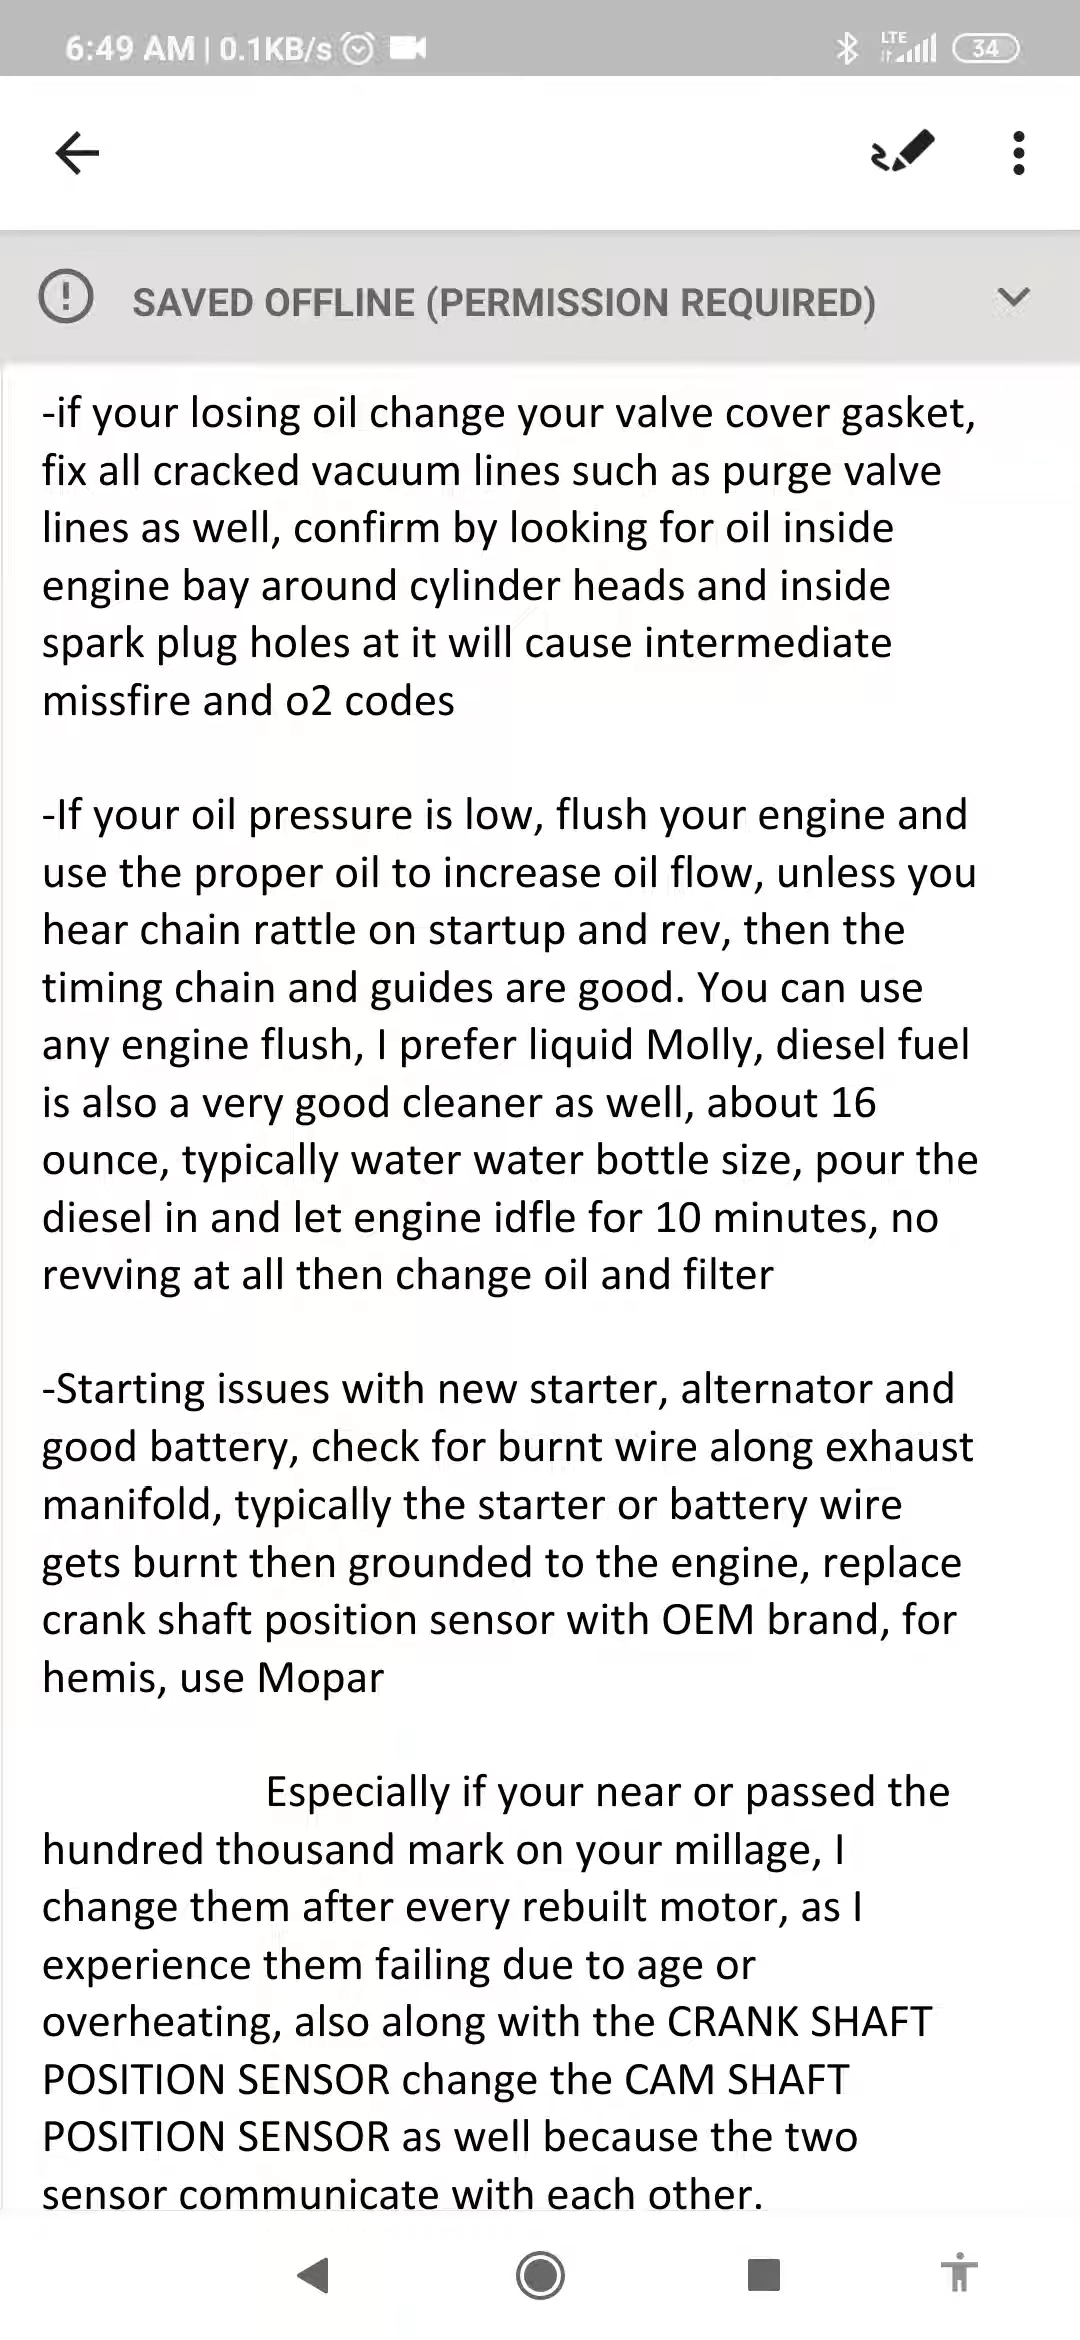 6:49 AM | 0.1KB/s
LTE
34
SAVED OFFLINE (PERMISSION REQUIRED)
-if your losing oil change your valve cover gasket,
fix all cracked vacuum lines such as purge valve
lines as well, confirm by looking for oil inside
engine bay around cylinder heads and inside
spark plug holes at it will cause intermediate
missfire and o2 codes
-If your oil pressure is low, flush your engine and
use the proper oil to increase oil flow, unless you
hear chain rattle on startup and rev, then the
timing chain and guides are good. You can use
any engine flush, I prefer liquid Molly, diesel fuel
is also a very good cleaner as well, about 16
ounce, typically water water bottle size, pour the
diesel in and let engine idfle for 10 minutes, no
revving at all then change oil and filter
-Starting issues with new starter, alternator and
good battery, check for burnt wire along exhaust
manifold, typically the starter or battery wire
gets burnt then grounded to the engine, replace
crank shaft position sensor with OEM brand, for
hemis, use Mopar
Especially if your near or passed the
hundred thousand mark on your millage, I
change them after every rebuilt motor, as I
experience them failing due to age or
overheating, also along with the CRANK SHAFT
POSITION SENSOR change the CAM SHAFT
POSITION SENSOR as well because the two
sensor communicate with each other.